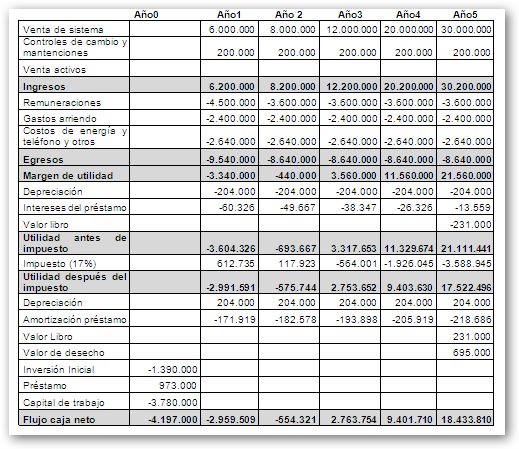 Año0 Año1 Año 2 Año3 Año4 Año5
Venta de sistema 6.000.000 8.000.000 12.000.000 20.000.000 30.000.000
Controles de cambio y
mantenciones 200.000 200.000 200.000 200.000 200.000
Venta activos
Ingresos 6.200.000 8.200.000 12.200.000 20.200.000 30.200.000
Remuneraciones -4.500.000 -3.600.000 -3.600.000 -3.600.000 -3.600.000
Gastos arriendo -2.400.000 -2.400.000 -2.400.000 -2.400.000 -2.400.000
Costos de energía y
teléfono y otros -2.640.000 -2.640.000 -2.640.000 -2.640.000 -2.640.000
Egresos -9.540.000 -8.640.000 -8.640.000 -8.640.000 -8.640.000
Margen de utilidad -3.340.000 -440.000 3.560.000 11.560.000 21.560.000
Depreciación -204.000 -204.000 -204.000 -204.000 -204.000
Intereses del préstamo -60.326 -49.667 -38.347 -26.326 -13.559
Valor libro -231.000
Utilidad antes de
impuesto -3.604.326 -693.667 3.317.653 11.329.674 21.111.441
Impuesto (17%) 612.735 117.923 -564.001 -1.926.045 -3.588.945
Utilidad después del
impuesto -2.991.591 -575.744 2.753.652 9.403.630 17.522.496
Depreciación 204.000 204.000 204.000 204.000 204.000
Amortización préstamo -171.919 -182.578 -193.898 -205.919 -218.686
Valor Libro 231.000
Valor de desecho 695.000
Inversión Inicial -1.390.000
Préstamo 973.000
Capital de trabajo -3.780.000
Flujo caja neto -4.197.000 -2.959.509 -554.321 2.763.754 9.401.710 18.433.810